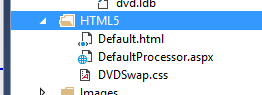 dvd.ldb
HTML5
Default.html
DefaultProcessor.aspx
DVDSwap.css
Images